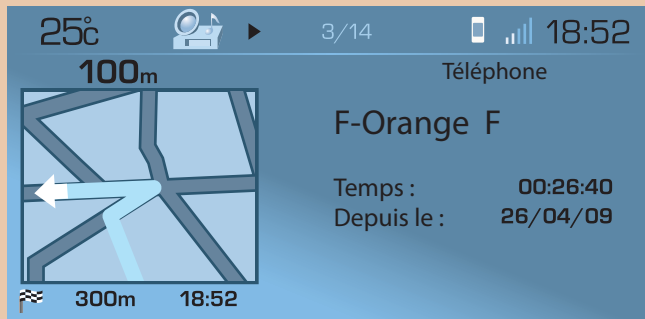 25°c 3/14 18:52
100m Téléphone
F-Orange F
Temps : 00:26:40
Depuis le : 26/04/09
300m 18:52